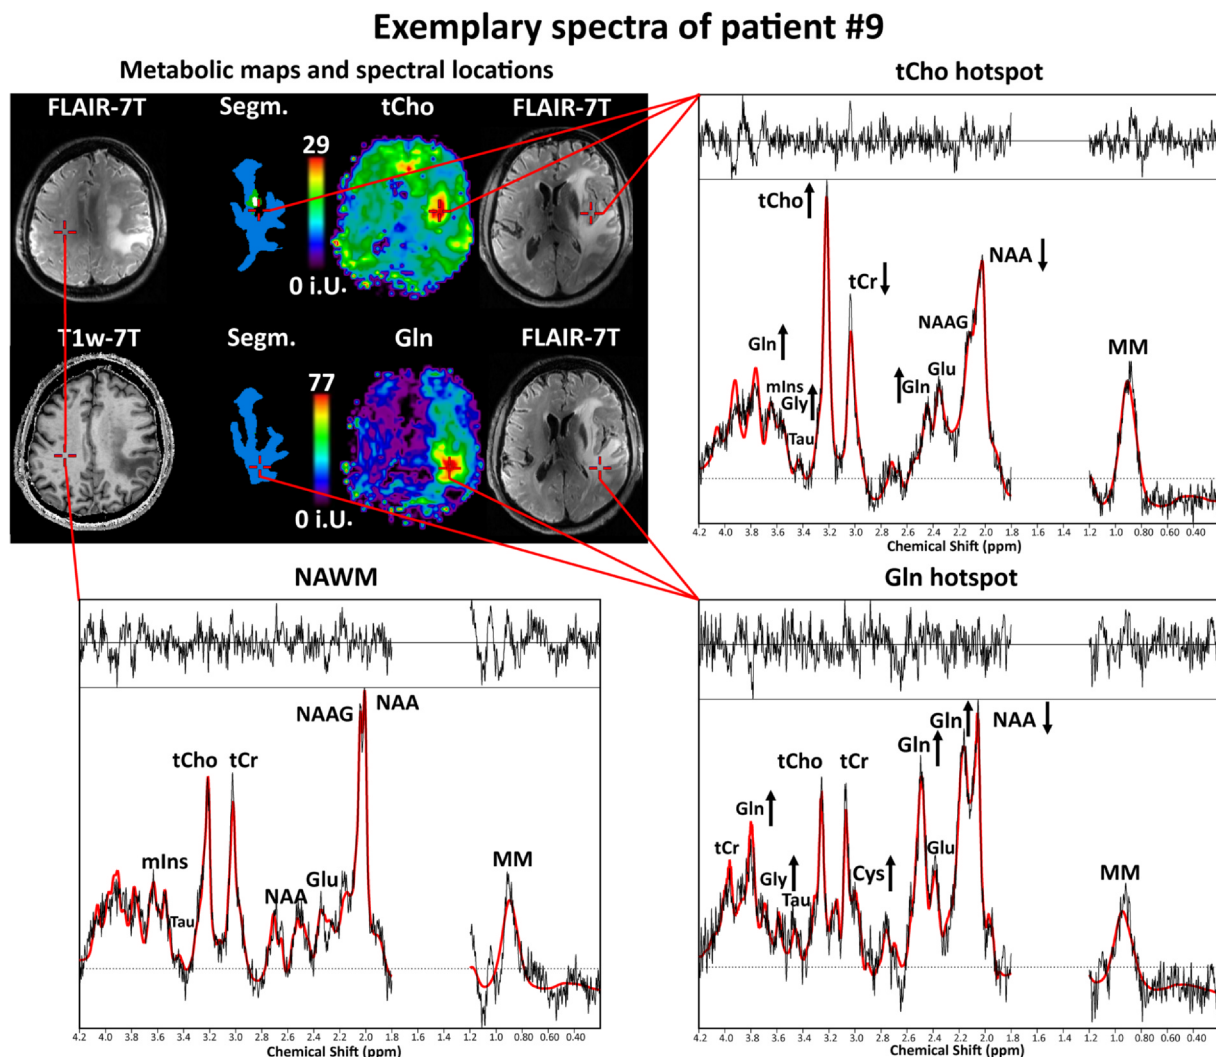 Exemplary spectra of patient #9
Metabolic maps and spectral locations
FLAIR-7T Segm. tCho FLAIR-7T
29
0 i.U.
T1w-7T Segm. Gln FLAIR-7T
77
0 i.U.
tCho hotspot
tCho
tCr
NAA
NAAG
Gln
mIns
Gly
Tau
Gln
Glu
MM
4.2 4.0 3.8 3.6 3.4 3.2 3.0 2.8 2.6 2.4 2.2 2.0 1.8 1.6 1.4 1.2 1.0 0.80 0.60 0.40
Chemical Shift (ppm)
NAWM
NAAG
NAA
tCho
tCr
mIns
Tau
NAA
Glu
MM
4.2 4.0 3.8 3.6 3.4 3.2 3.0 2.8 2.6 2.4 2.2 2.0 1.8 1.6 1.4 1.2 1.0 0.80 0.60 0.40
Chemical Shift (ppm)
Gln hotspot
Gln
NAA
Gln
tCho
tCr
Gln
tCr
Gly
Tau
Cys
Glu
MM
4.2 4.0 3.8 3.6 3.4 3.2 3.0 2.8 2.6 2.4 2.2 2.0 1.8 1.6 1.4 1.2 1.0 0.80 0.60 0.40
Chemical Shift (ppm)